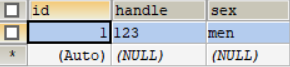 id handle sex
1 123 men
* (Auto) (NULL) (NULL)